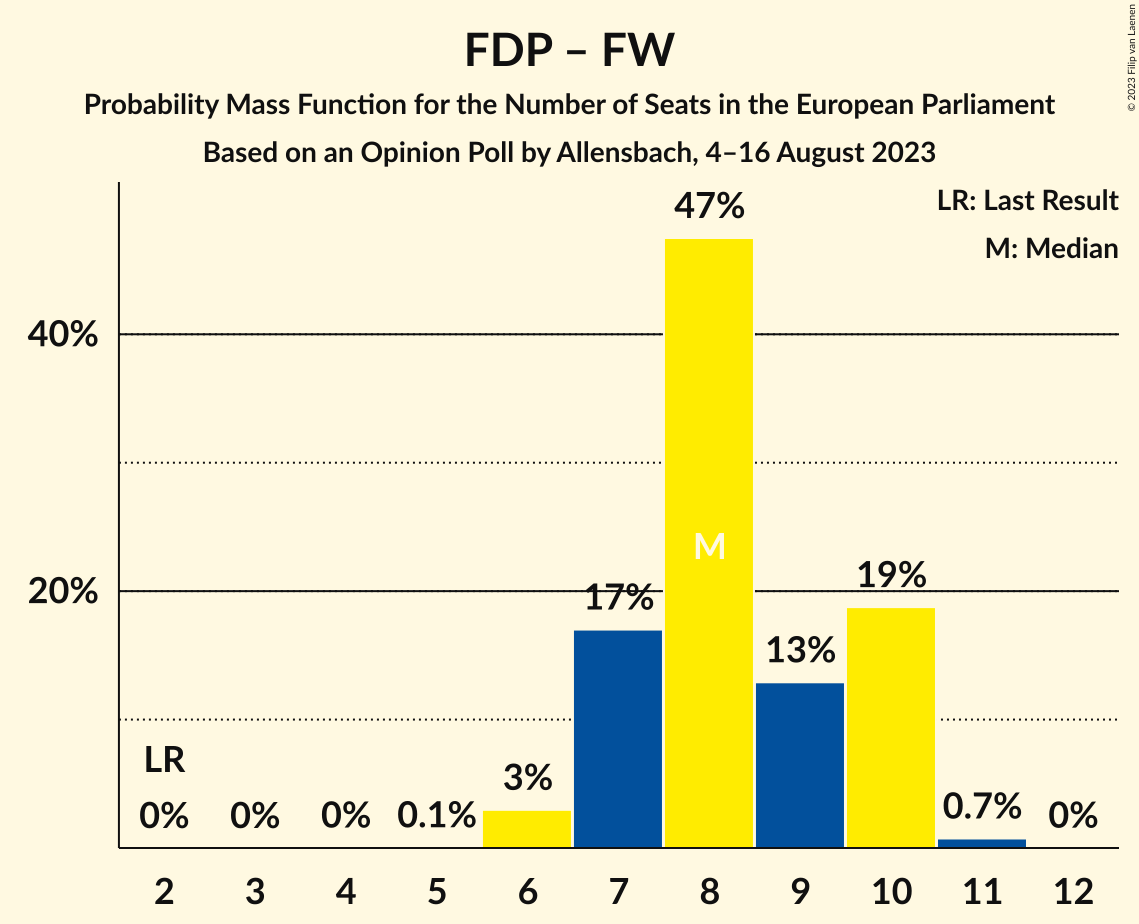 FDP – FW
Probability Mass Function for the Number of Seats in the European Parliament
Based on an Opinion Poll by Allensbach, 4–16 August 2023
© 2023 Filip van Laenen
LR: Last Result
M: Median
47%
40%
M
20%
19%
17%
13%
LR
3%
0%
0%
0%
0.1%
0.7%
0%
2 3 4 5 6 7 8 9 10 11 12